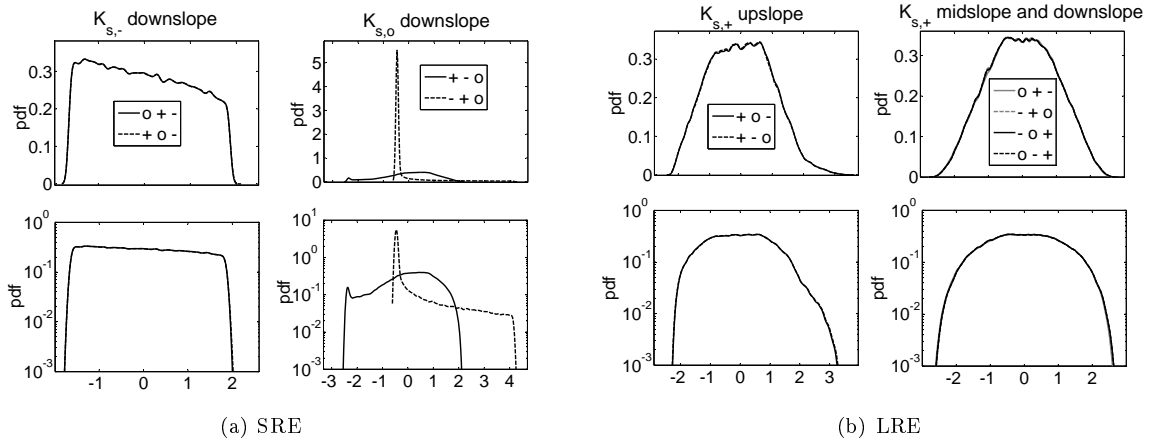 K_{s,-} downslope
K_{s,o} downslope
K_{s,+} upslope
K_{s,+} midslope and downslope
pdf
0.3
0.2
0.1
0
o + -
+ o -
pdf
5
4
3
2
1
0
+ - o
- + o
pdf
0.3
0.2
0.1
0
+ o -
+ - o
pdf
0.3
0.2
0.1
0
o + -
- + o
- o +
o - +
pdf
10^0
10^{-1}
10^{-2}
10^{-3}
-1 0 1 2
pdf
10^1
10^0
10^{-1}
10^{-2}
10^{-3}
-3 -2 -1 0 1 2 3 4
pdf
10^0
10^{-1}
10^{-2}
10^{-3}
-2 -1 0 1 2 3
pdf
10^0
10^{-1}
10^{-2}
10^{-3}
-2 0 2
(a) SRE
(b) LRE